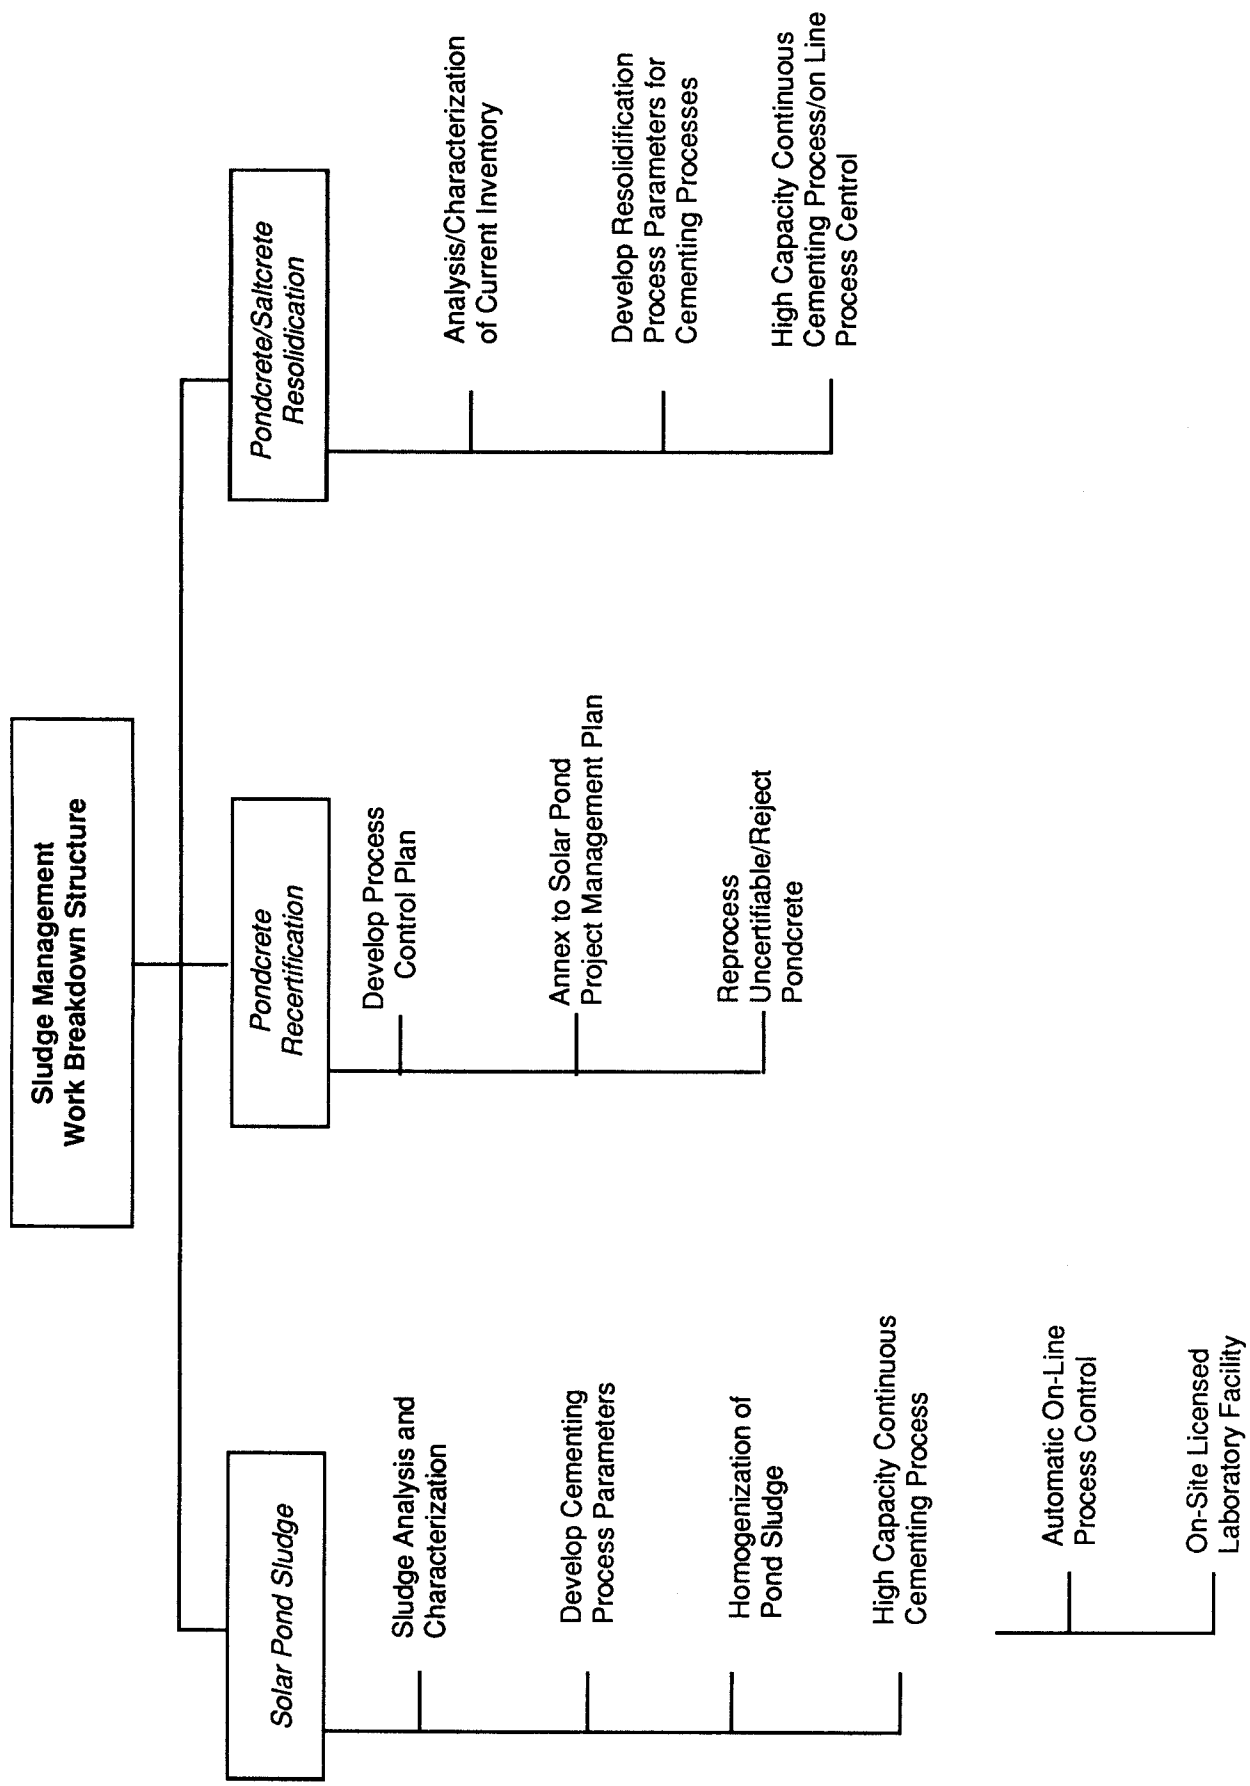 Sludge Management
Work Breakdown Structure
Solar Pond Sludge
Sludge Analysis and
Characterization
Develop Cementing
Process Parameters
Homogenization of
Pond Sludge
High Capacity Continuous
Cementing Process
Automatic On-Line
Process Control
On-Site Licensed
Laboratory Facility
Pondcrete
Recertification
Develop Process
Control Plan
Annex to Solar Pond
Project Management Plan
Reprocess
Uncertifiable/Reject
Pondcrete
Pondcrete/Saltcrete
Resolidication
Analysis/Characterization
of Current Inventory
Develop Resolidification
Process Parameters for
Cementing Processes
High Capacity Continuous
Cementing Process/on Line
Process Central